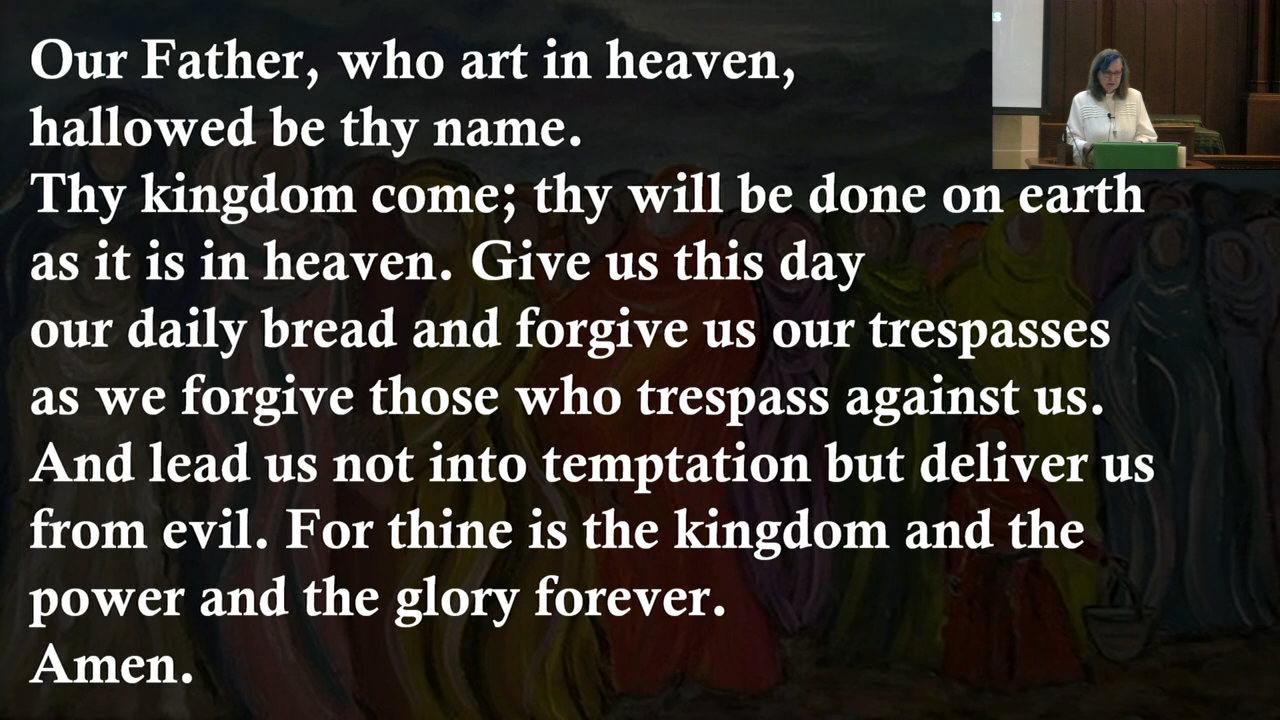 Our Father, who art in heaven,
hallowed be thy name.
Thy kingdom come; thy will be done on earth
as it is in heaven. Give us this day
our daily bread and forgive us our trespasses
as we forgive those who trespass against us.
And lead us not into temptation but deliver us
from evil. For thine is the kingdom and the
power and the glory forever.
Amen.